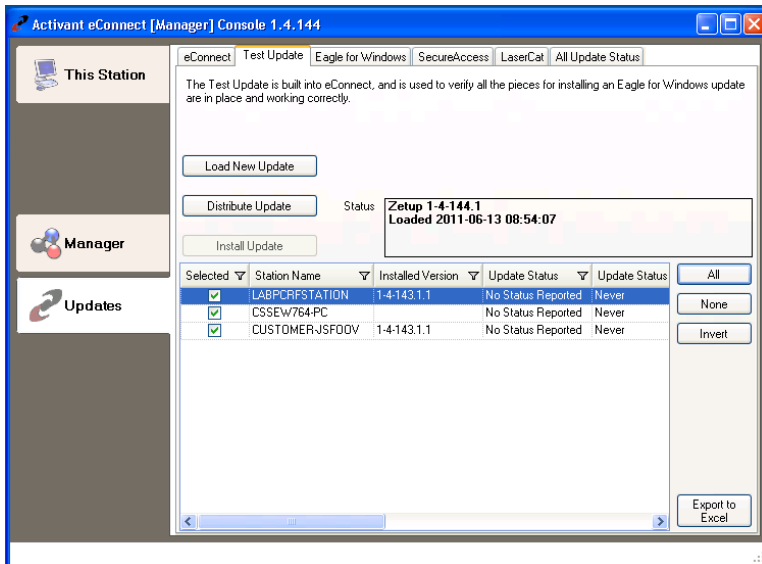 Activant eConnect [Manager] Console 1.4.144
This Station
Manager
Updates
eConnect Test Update Eagle for Windows SecureAccess LaserCat All Update Status
The Test Update is built into eConnect, and is used to verify all the pieces for installing an Eagle for Windows update
are in place and working correctly.
Load New Update
Distribute Update Status Zetup 1-4-144.1
Loaded 2011-06-13 08:54:07
Install Update
Selected Station Name Installed Version Update Status Update Status
LABPCRFSTATION 1-4-143.1.1 No Status Reported Never
CSSEW764-PC No Status Reported Never
CUSTOMER-JSFOOV 1-4-143.1.1 No Status Reported Never
All
None
Invert
Export to
Excel